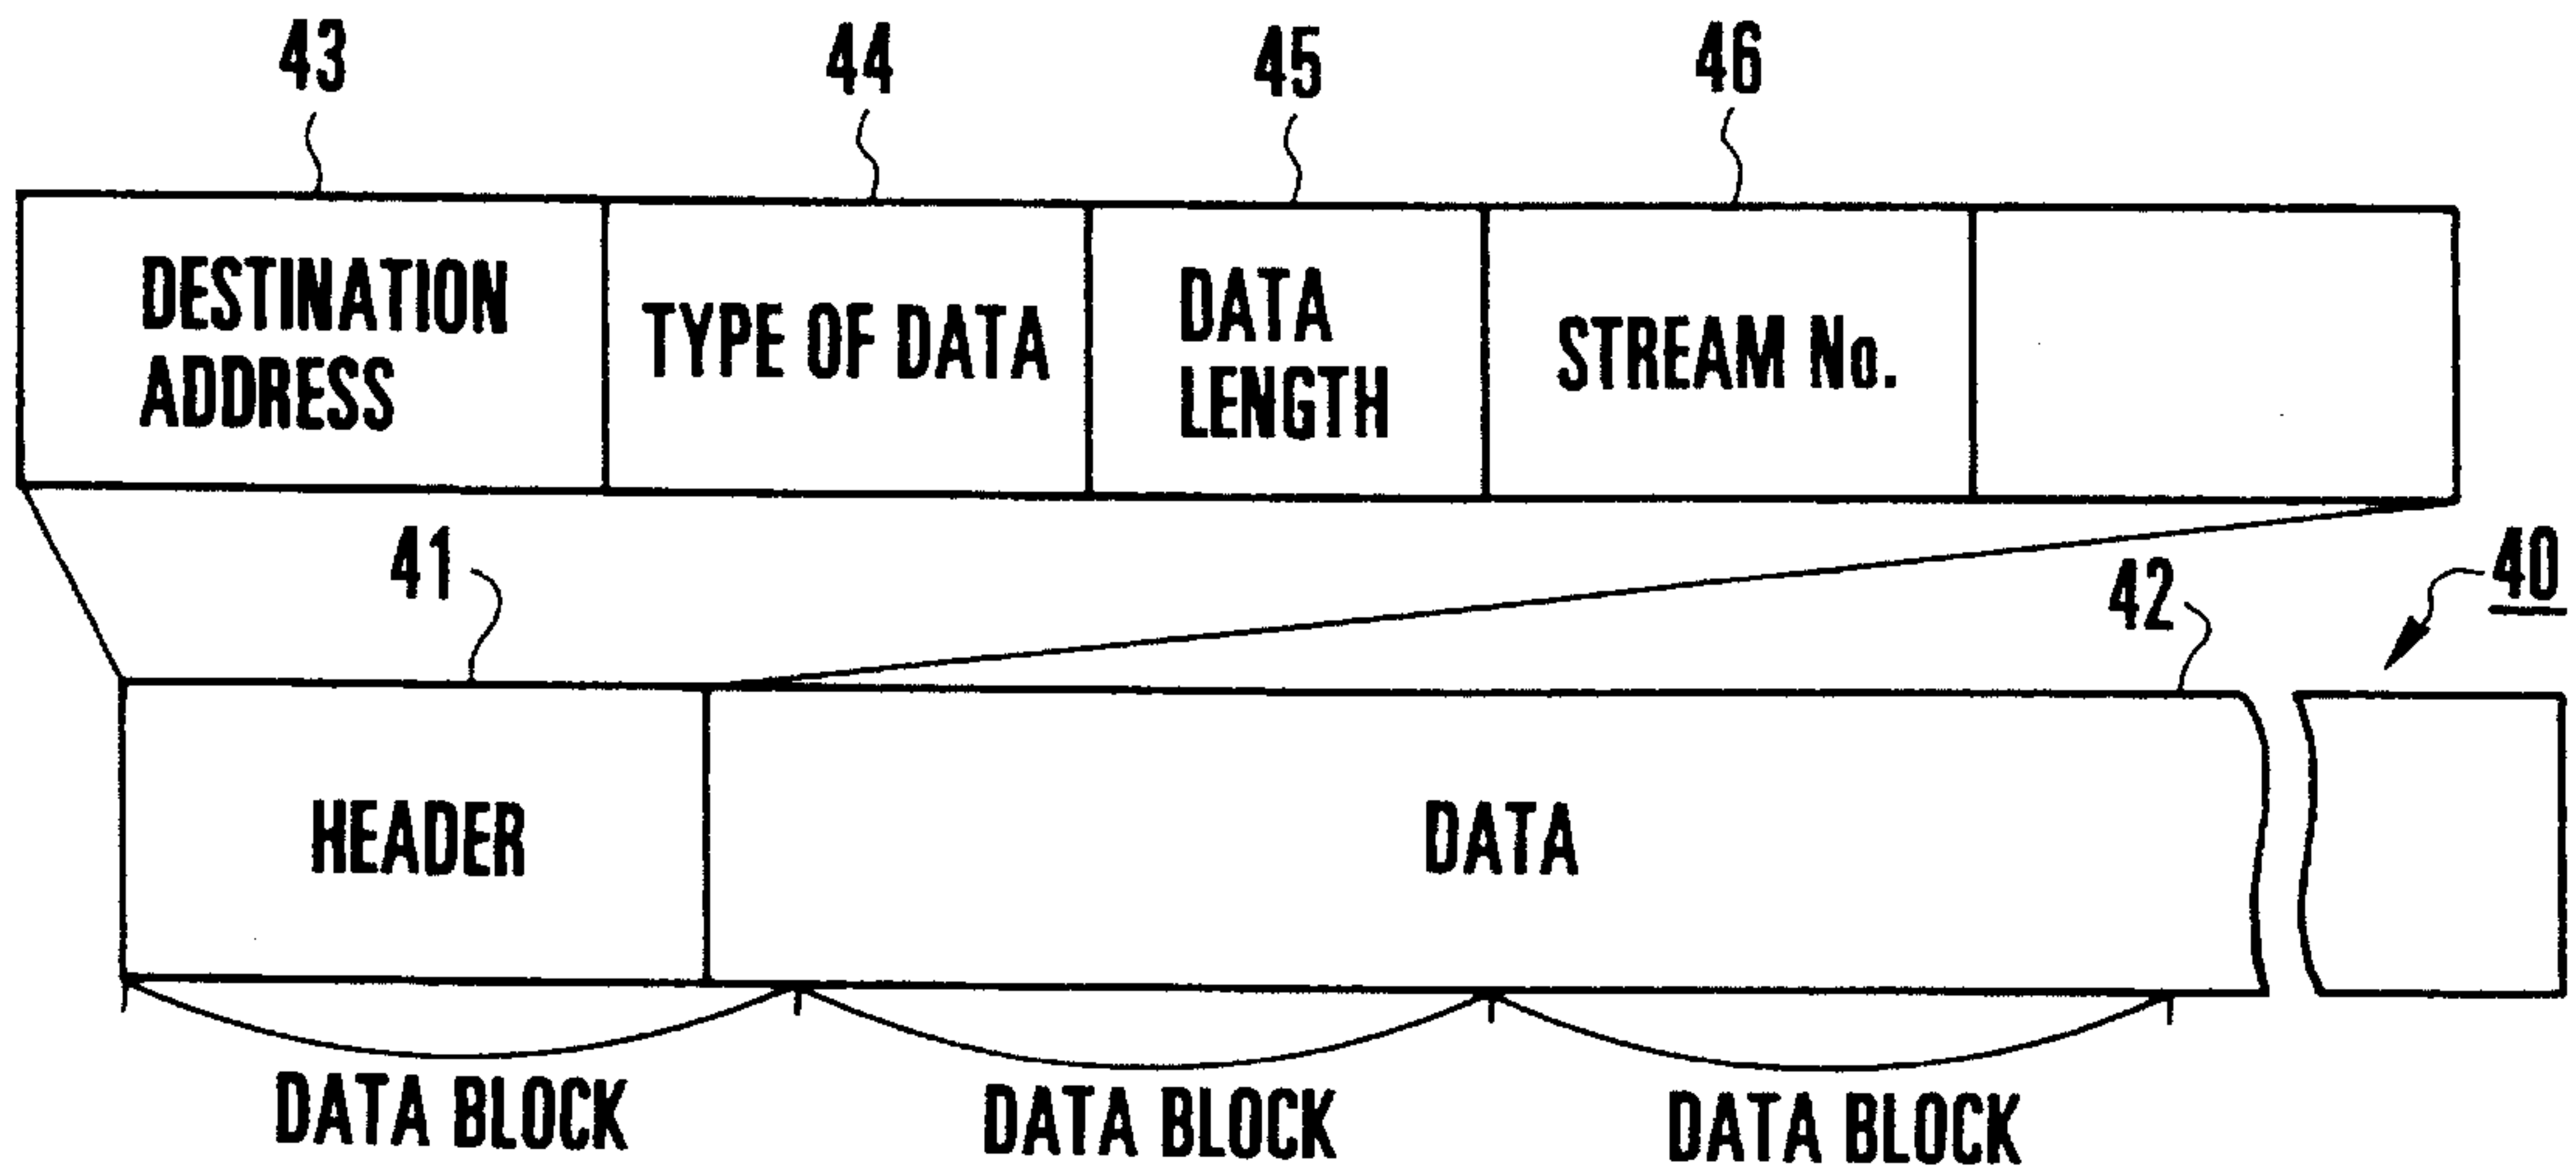 43 44 45 46
DESTINATION
ADDRESS
TYPE OF DATA
DATA
LENGTH
STREAM No.
41
42
40
HEADER
DATA
DATA BLOCK DATA BLOCK DATA BLOCK